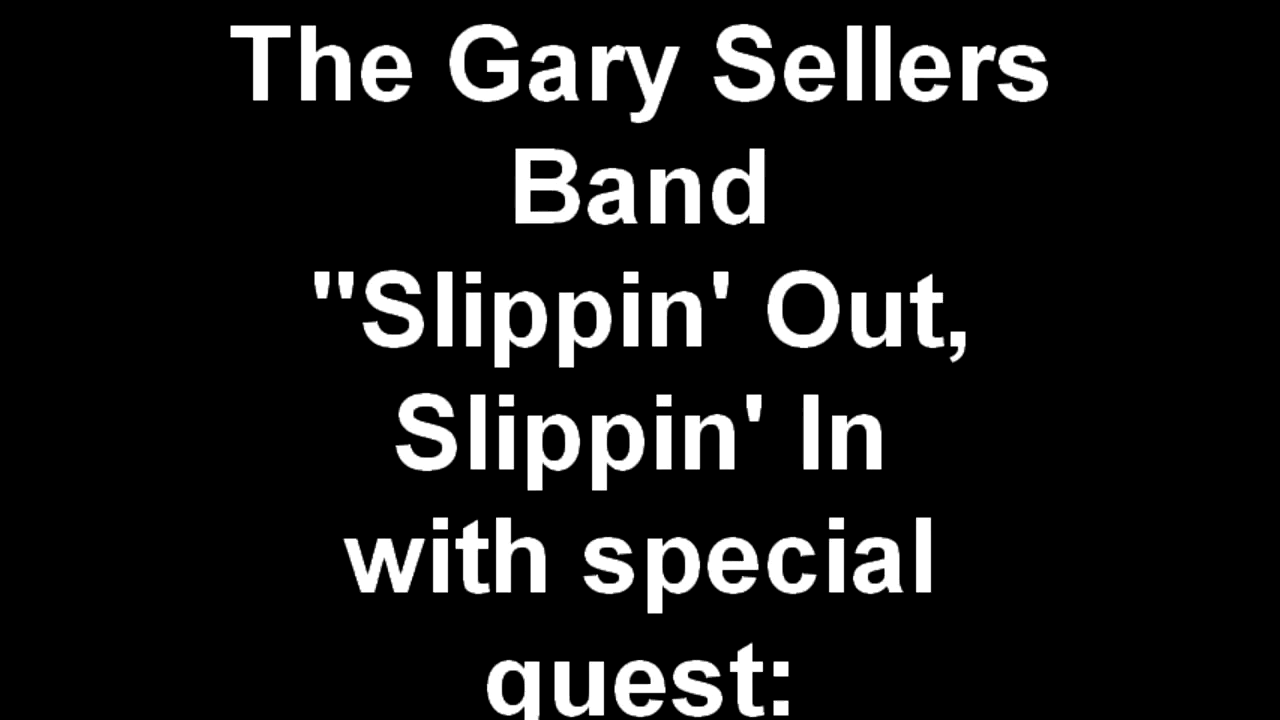 The Gary Sellers
Band
"Slippin' Out,
Slippin' In
with special
guest: